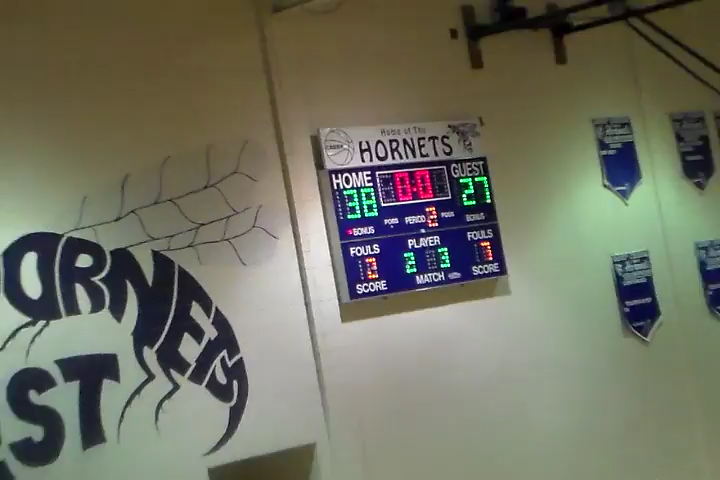 Home of The
HORNETS
HOME
GUEST
38
0:0
27
POSS
PERIOD
2
POSS
BONUS
BONUS
FOULS
PLAYER
FOULS
2
2 3
7
SCORE
MATCH
SCORE
ORNETS
ST